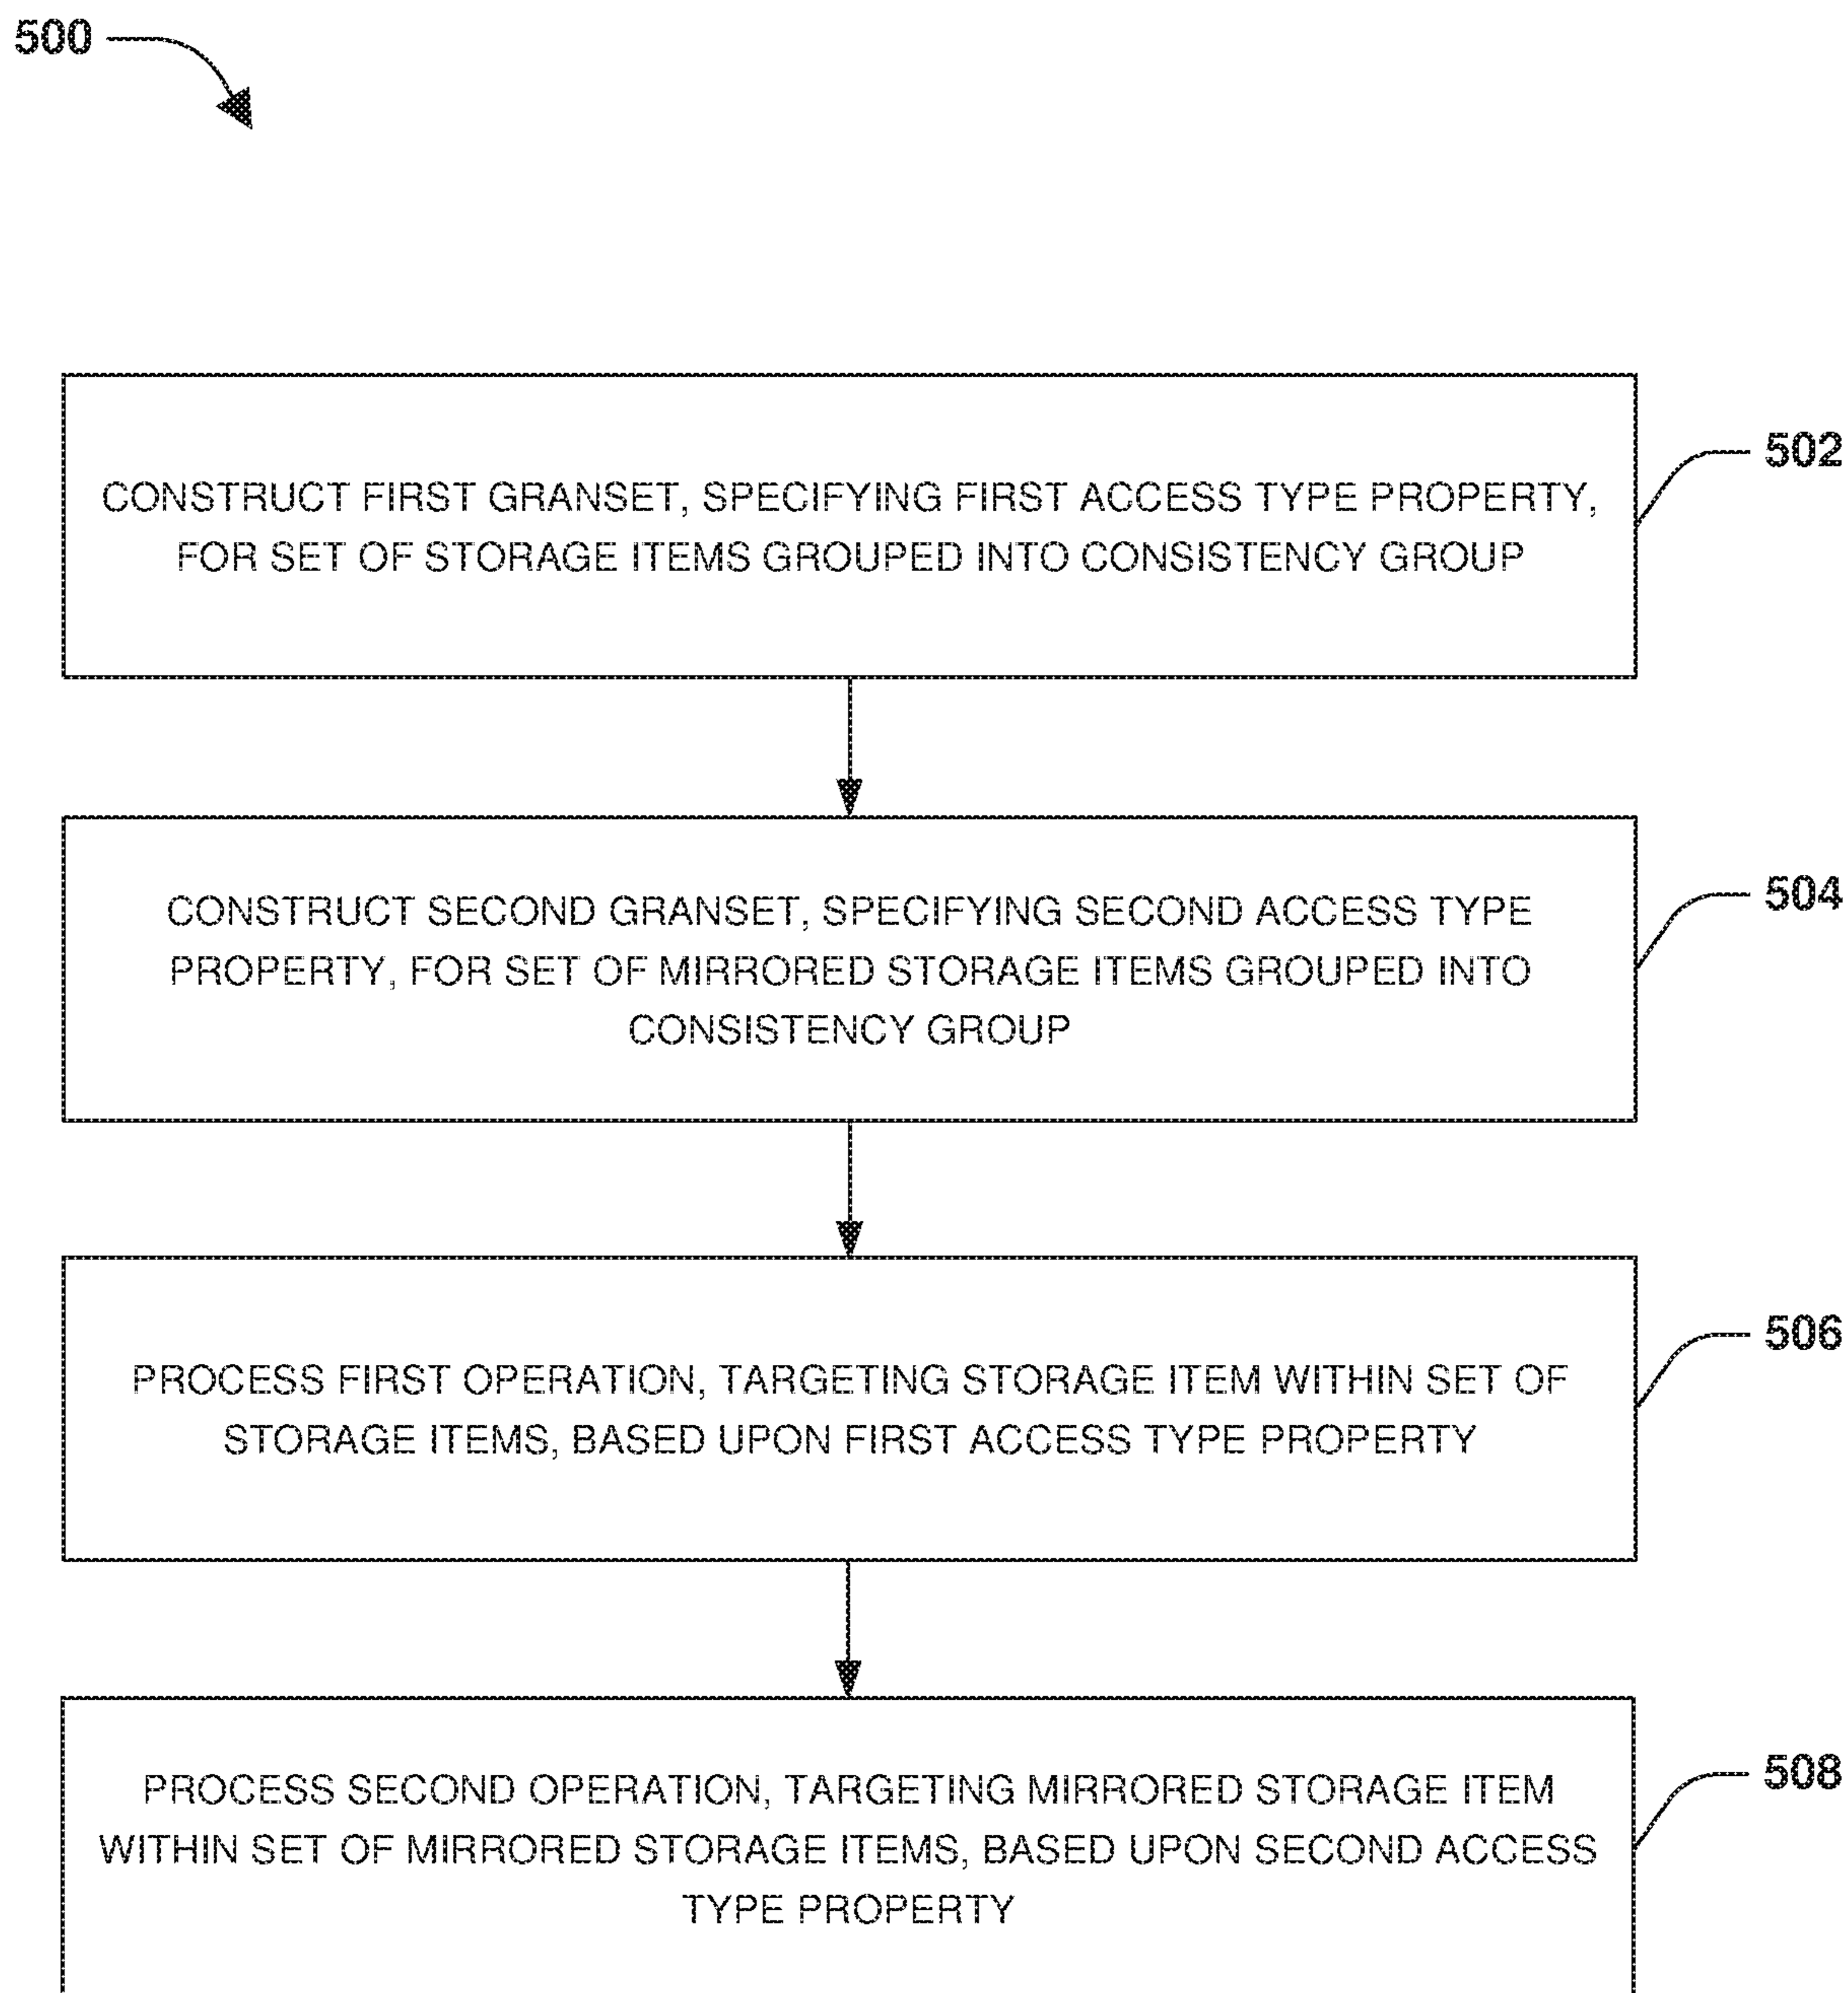 500
CONSTRUCT FIRST GRANSET, SPECIFYING FIRST ACCESS TYPE PROPERTY,
FOR SET OF STORAGE ITEMS GROUPED INTO CONSISTENCY GROUP
502
CONSTRUCT SECOND GRANSET, SPECIFYING SECOND ACCESS TYPE
PROPERTY, FOR SET OF MIRRORED STORAGE ITEMS GROUPED INTO
CONSISTENCY GROUP
504
PROCESS FIRST OPERATION, TARGETING STORAGE ITEM WITHIN SET OF
STORAGE ITEMS, BASED UPON FIRST ACCESS TYPE PROPERTY
506
PROCESS SECOND OPERATION, TARGETING MIRRORED STORAGE ITEM
WITHIN SET OF MIRRORED STORAGE ITEMS, BASED UPON SECOND ACCESS
TYPE PROPERTY
508